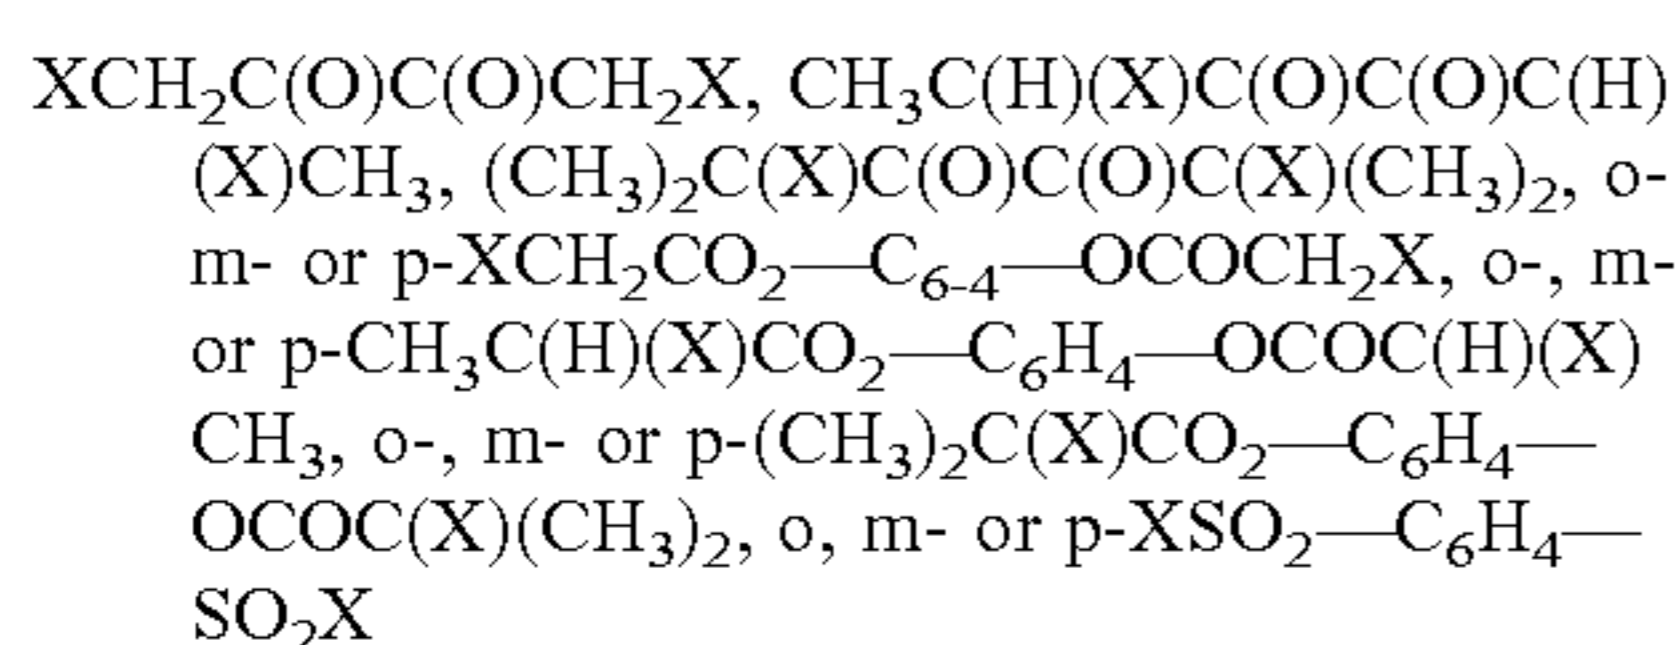 XCH₂C(O)C(O)CH₂X, CH₃C(H)(X)C(O)C(O)C(H)
(X)CH₃, (CH₃)₂C(X)C(O)C(O)C(X)(CH₃)₂, o-
m- or p-XCH₂CO₂—C₆₋₄—OCOCH₂X, o-, m-
or p-CH₃C(H)(X)CO₂—C₆H₄—OCOC(H)(X)
CH₃, o-, m- or p-(CH₃)₂C(X)CO₂—C₆H₄—
OCOC(X)(CH₃)₂, o, m- or p-XSO₂—C₆H₄—
SO₂X